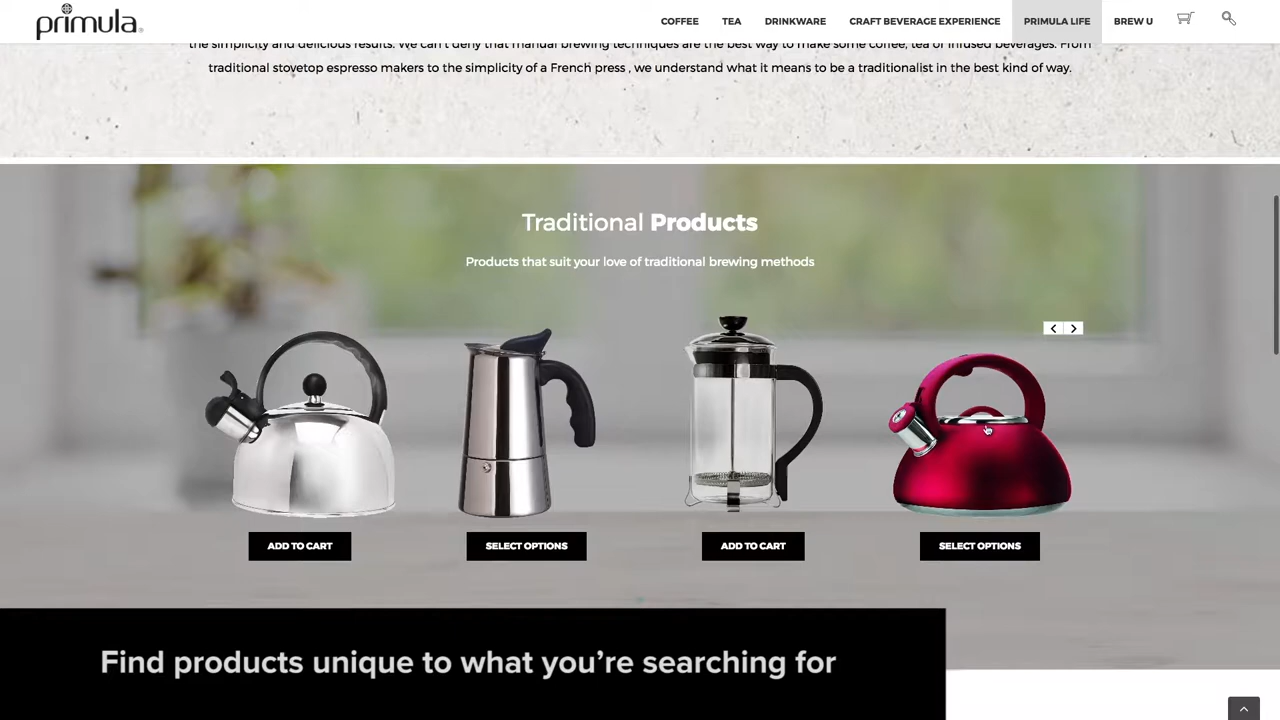 primula®
COFFEE TEA DRINKWARE CRAFT BEVERAGE EXPERIENCE PRIMULA LIFE BREW U
the simplicity and delicious results. We can't deny that manual brewing techniques are the best way to make some coffee, tea or infused beverages. From
traditional stovetop espresso makers to the simplicity of a French press , we understand what it means to be a traditionalist in the best kind of way.
Traditional Products
Products that suit your love of traditional brewing methods
ADD TO CART SELECT OPTIONS ADD TO CART SELECT OPTIONS
Find products unique to what you're searching for